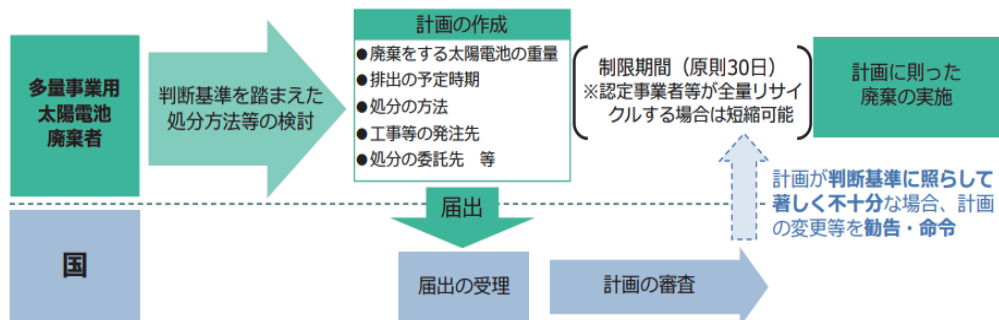 多量事業用
太陽電池
廃棄者
判断基準を踏まえた
処分方法等の検討
計画の作成
●廃棄をする太陽電池の重量
●排出の予定時期
●処分の方法
●工事等の発注先
●処分の委託先　等
制限期間（原則30日）
※認定事業者等が全量リサイ
クルする場合は短縮可能
計画に則った
廃棄の実施
届出
計画が判断基準に照らして
著しく不十分な場合、計画
の変更等を勧告・命令
国
届出の受理
計画の審査